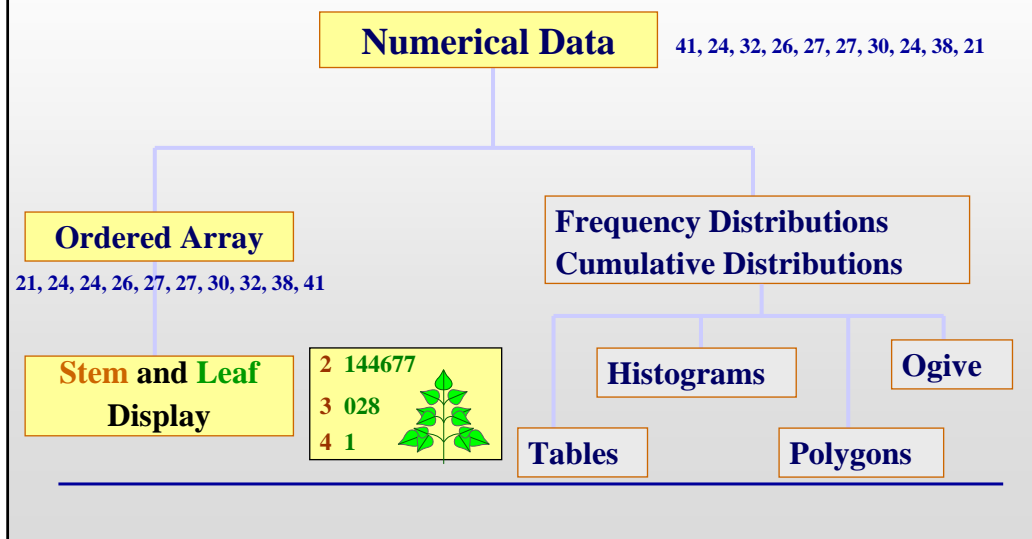 Numerical Data
41, 24, 32, 26, 27, 27, 30, 24, 38, 21
Ordered Array
21, 24, 24, 26, 27, 27, 30, 32, 38, 41
Frequency Distributions
Cumulative Distributions
Stem and Leaf
Display
2 144677
3 028
4 1
Histograms
Ogive
Tables
Polygons